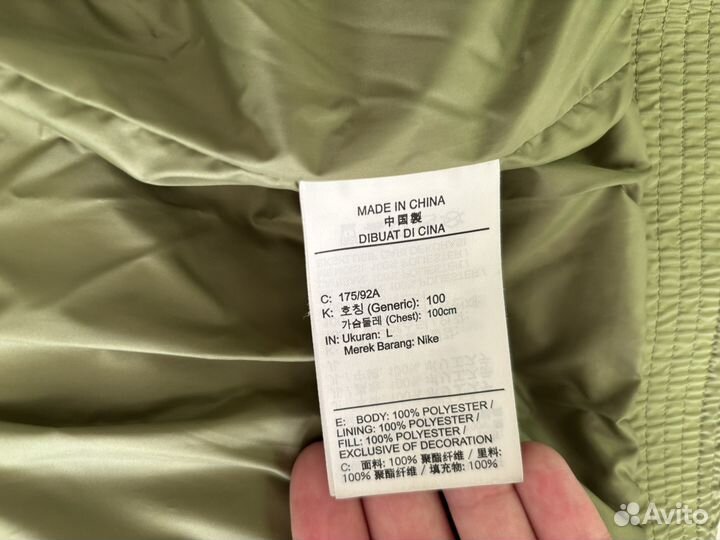 MADE IN CHINA
中国製
DIBUAT DI CINA
C: 175/92A
K: 호칭 (Generic): 100
가슴둘레 (Chest): 100cm
IN: Ukuran: L
Merek Barang: Nike
E: BODY: 100% POLYESTER /
LINING: 100% POLYESTER /
FILL: 100% POLYESTER /
EXCLUSIVE OF DECORATION
C: 面料: 100% 聚酯纤维 / 里料:
100% 聚酯纤维 / 填充物: 100%
Avito